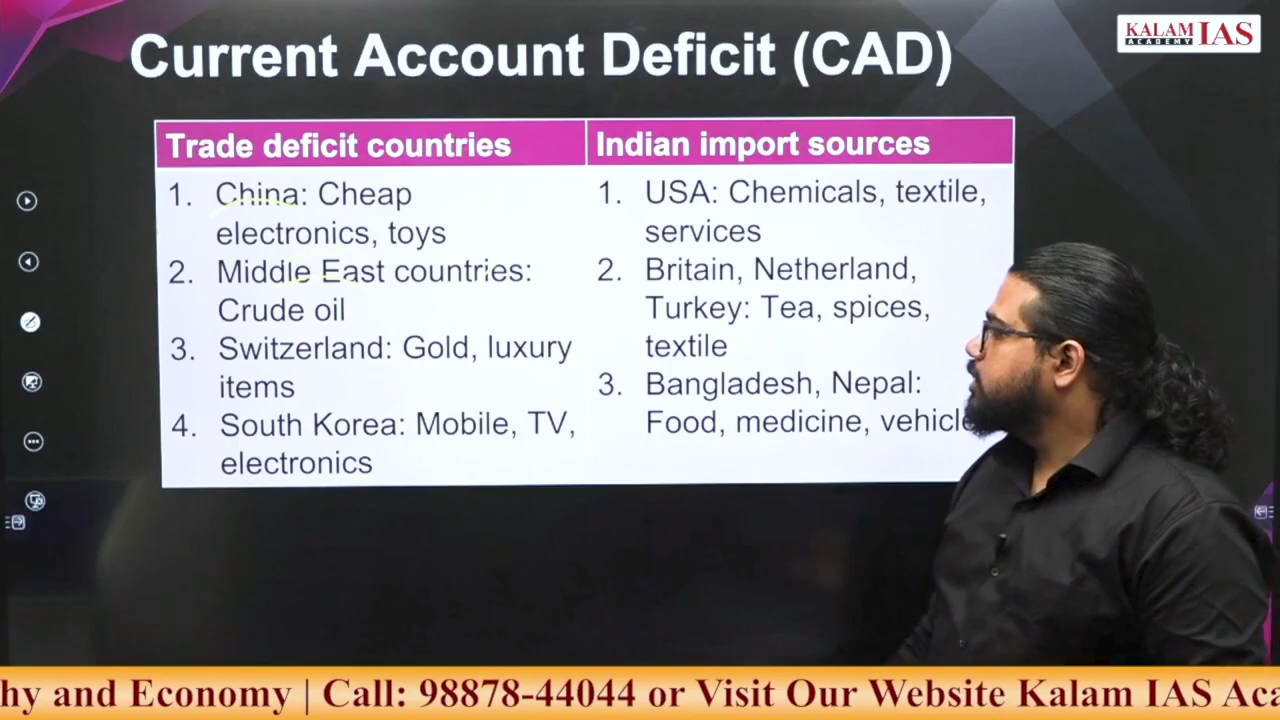 Current Account Deficit (CAD)
KALAM IAS
ACADEMY
Trade deficit countries
Indian import sources
1. China: Cheap
electronics, toys
2. Middle East countries:
Crude oil
3. Switzerland: Gold, luxury
items
4. South Korea: Mobile, TV,
electronics
1. USA: Chemicals, textile,
services
2. Britain, Netherland,
Turkey: Tea, spices,
textile
3. Bangladesh, Nepal:
Food, medicine,
and Economy | Call: 98878-44044 or Visit Our Website Kalam IAS